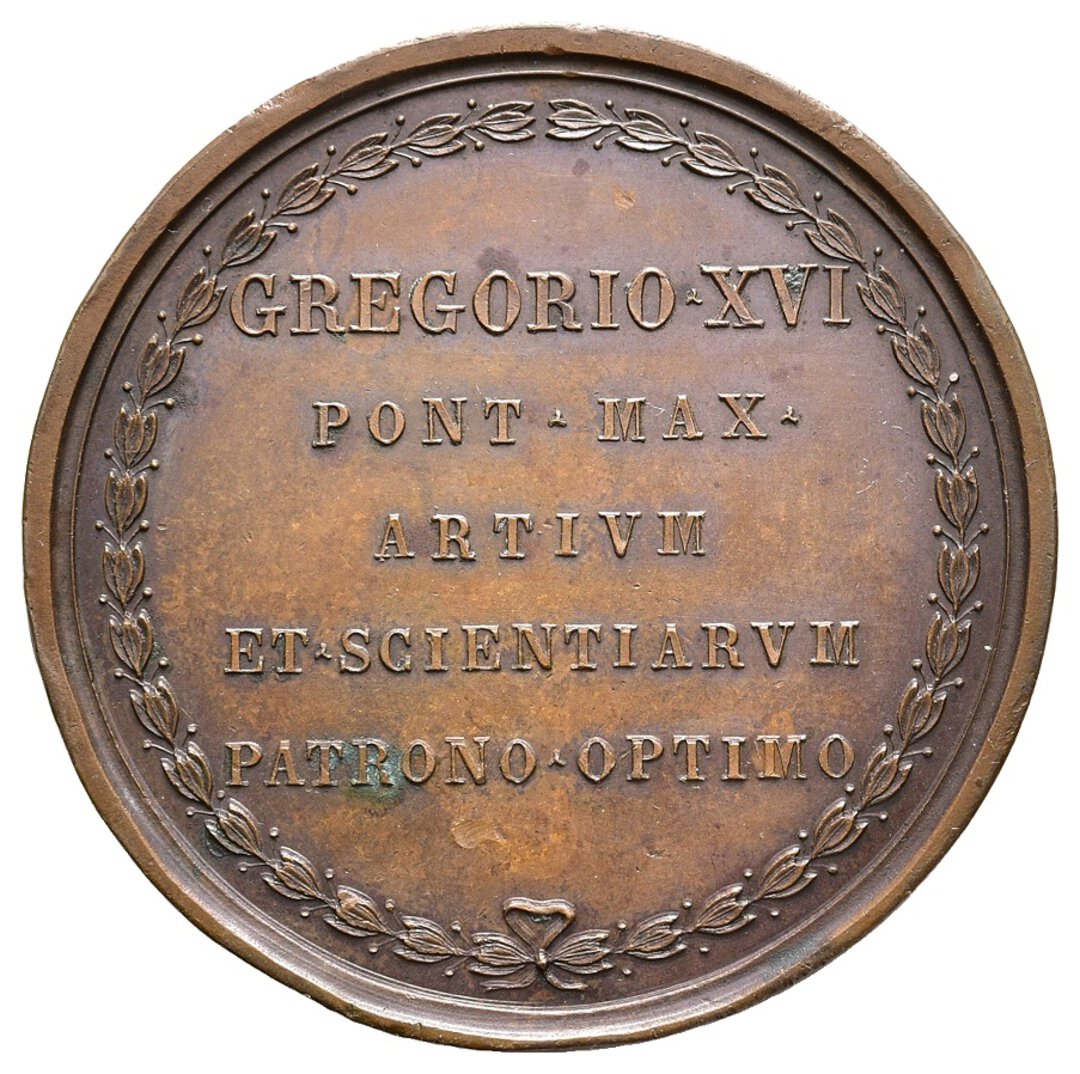 GREGORIO·XVI
PONT·MAX·
ARTIVM
ET·SCIENTIARVM
PATRONO·OPTIMO